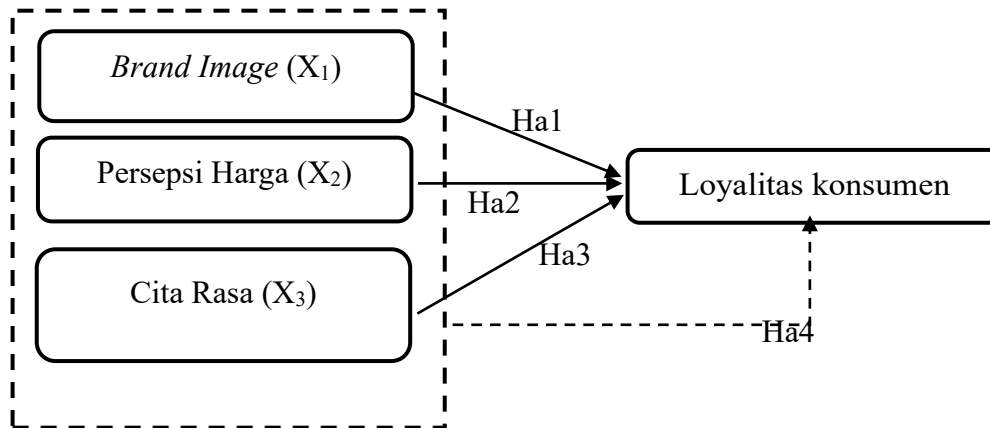 Brand Image (X₁)
Ha1
Persepsi Harga (X₂)
Loyalitas konsumen
Ha2
Ha3
Cita Rasa (X₃)
Ha4